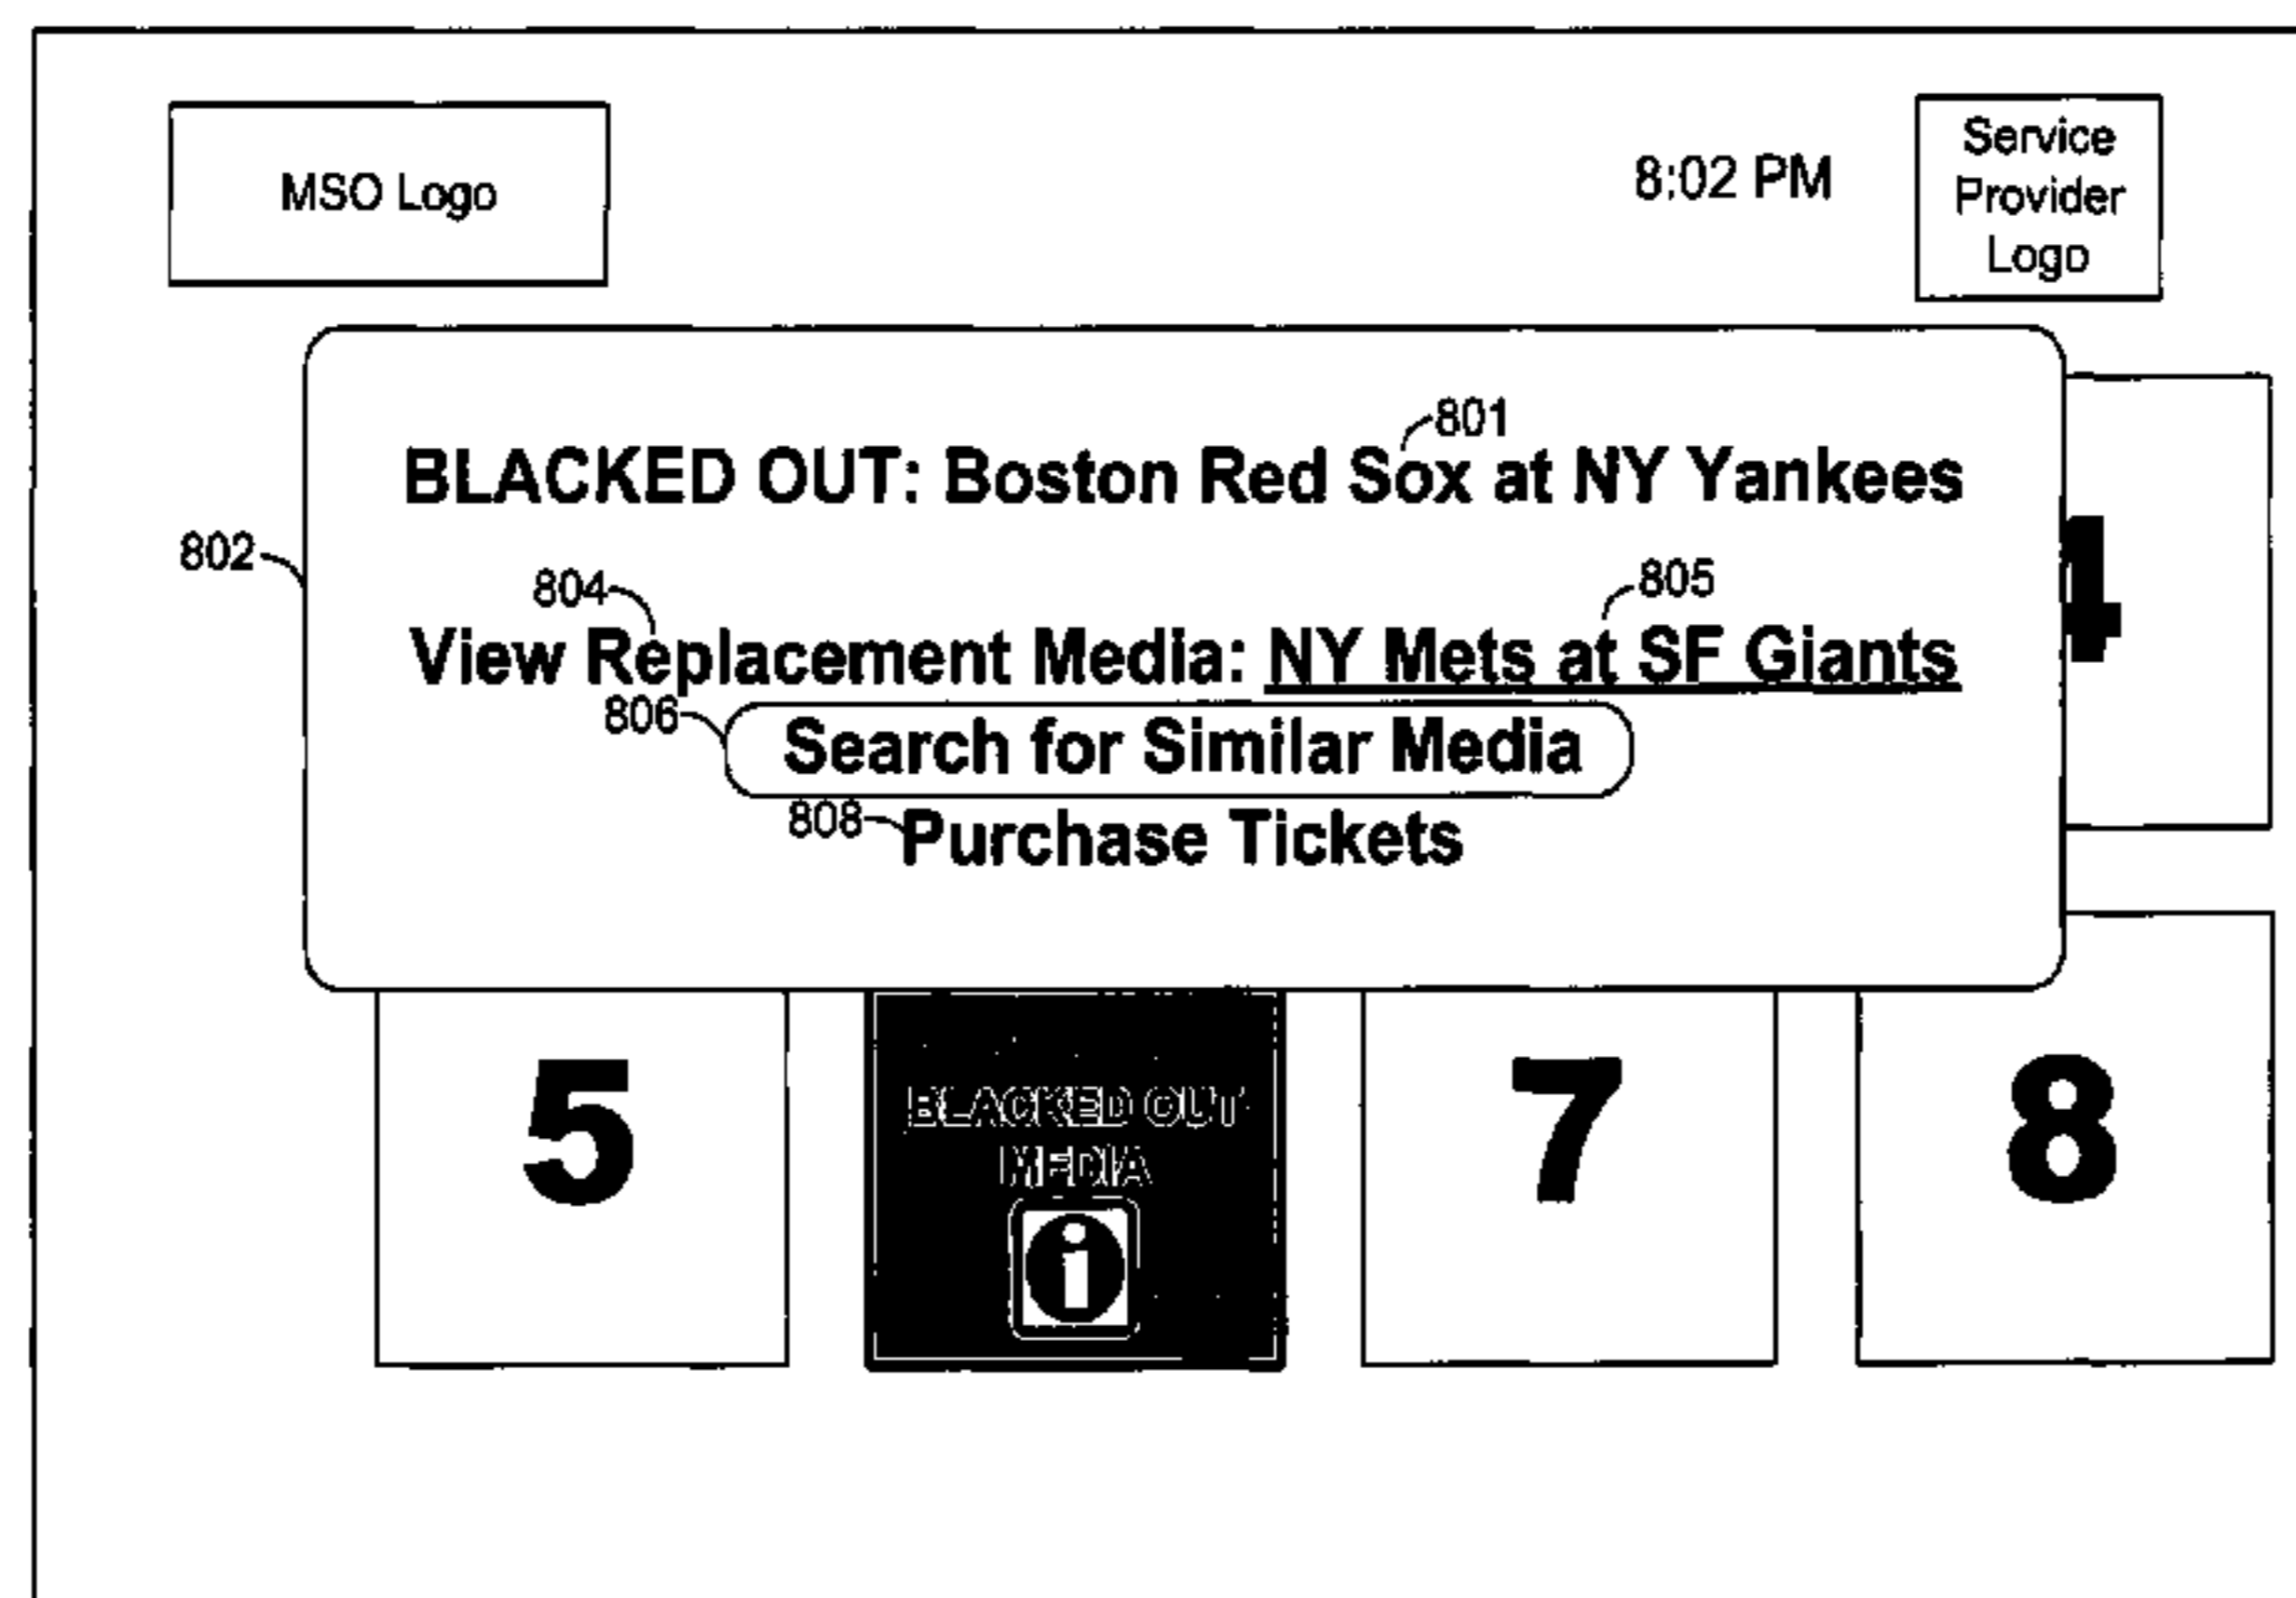 MSO Logo
8:02 PM
Service
Provider
Logo
801
BLACKED OUT: Boston Red Sox at NY Yankees
802
804
805
View Replacement Media: NY Mets at SF Giants
4
806
Search for Similar Media
808
Purchase Tickets
5
BLACKED OUT
MEDIA
i
7
8